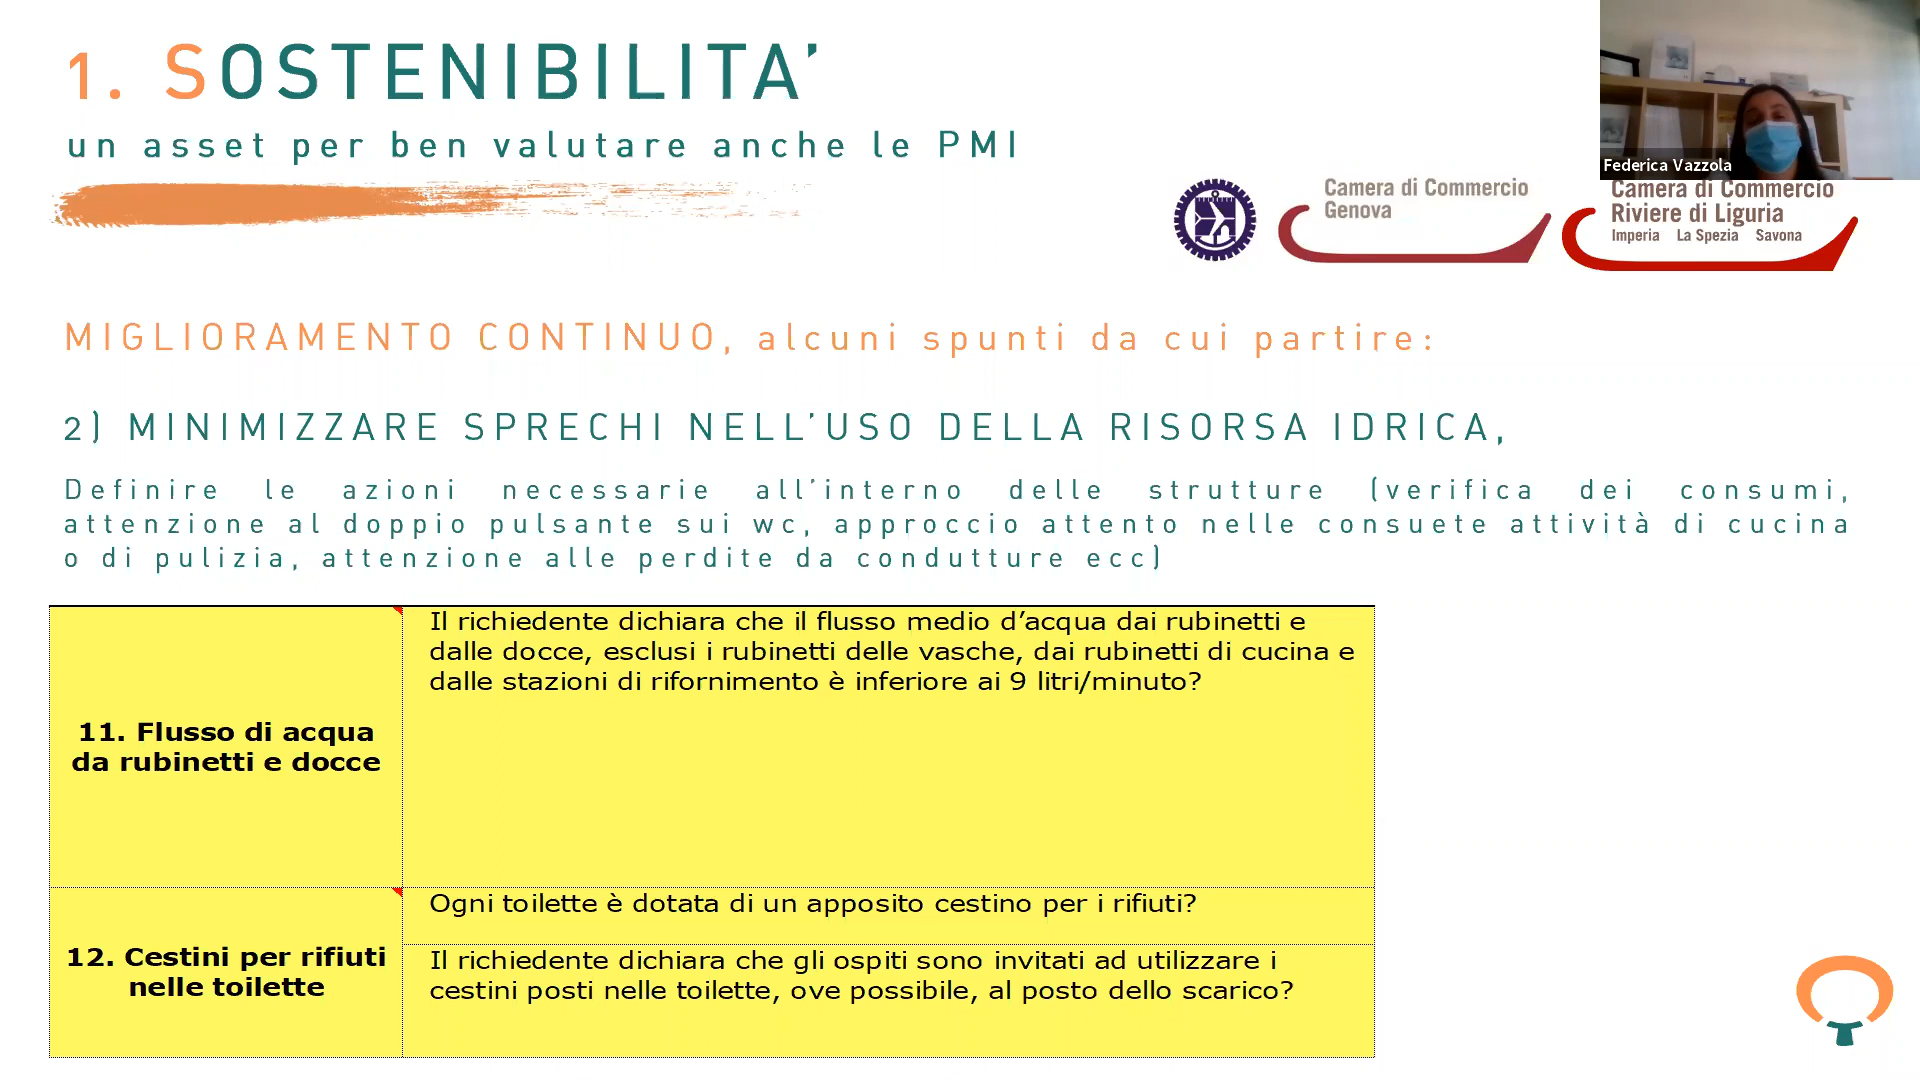 1. SOSTENIBILITA’
un asset per ben valutare anche le PMI
Federica Vazzola
Camera di Commercio
Genova
Camera di Commercio
Riviere di Liguria
Imperia La Spezia Savona
MIGLIORAMENTO CONTINUO, alcuni spunti da cui partire:
2) MINIMIZZARE SPRECHI NELL’USO DELLA RISORSA IDRICA,
Definire le azioni necessarie all’interno delle strutture (verifica dei consumi,
attenzione al doppio pulsante sui wc, approccio attento nelle consuete attività di cucina
o di pulizia, attenzione alle perdite da condutture ecc)
11. Flusso di acqua
da rubinetti e docce
Il richiedente dichiara che il flusso medio d’acqua dai rubinetti e
dalle docce, esclusi i rubinetti delle vasche, dai rubinetti di cucina e
dalle stazioni di rifornimento è inferiore ai 9 litri/minuto?
12. Cestini per rifiuti
nelle toilette
Ogni toilette è dotata di un apposito cestino per i rifiuti?
Il richiedente dichiara che gli ospiti sono invitati ad utilizzare i
cestini posti nelle toilette, ove possibile, al posto dello scarico?